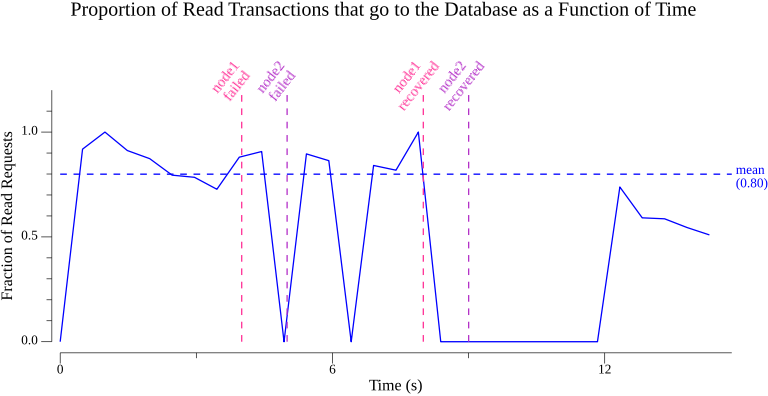 Proportion of Read Transactions that go to the Database as a Function of Time
node1
failed
node2
failed
node1
recovered
node2
recovered
1.0
0.5
0.0
Fraction of Read Requests
mean
(0.80)
0
6
12
Time (s)